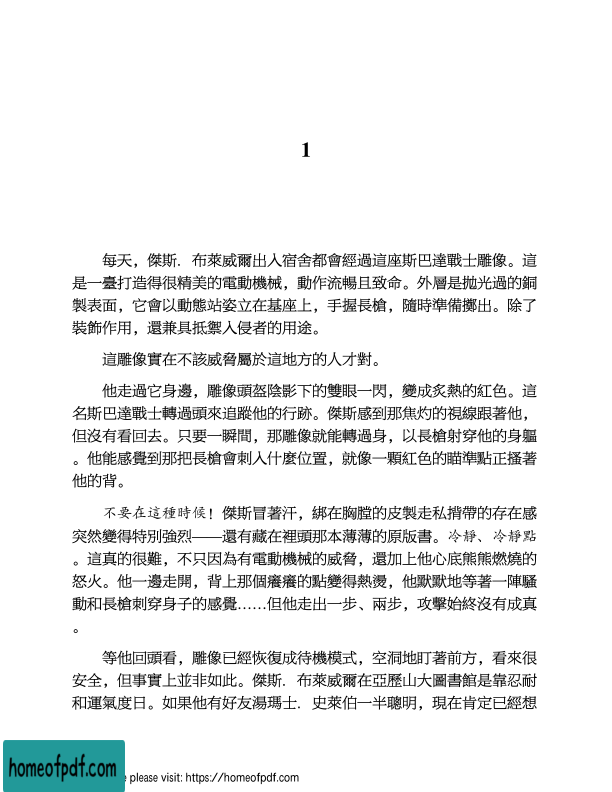 1
每天，傑斯．布萊威爾出入宿舍都會經過這座斯巴達戰士雕像。這
是一臺打造得很精美的電動機械，動作流暢且致命。外層是拋光過的銅
製表面，它會以動態站姿立在基座上，手握長槍，隨時準備擲出。除了
裝飾作用，還兼具抵禦入侵者的用途。
這雕像實在不該威脅屬於這地方的人才對。
他走過它身邊，雕像頭盔陰影下的雙眼一閃，變成炙熱的紅色。這
名斯巴達戰士轉過頭來追蹤他的行跡。傑斯感到那焦灼的視線跟著他，
但沒有看回去。只要一瞬間，那雕像就能轉過身，以長槍射穿他的身軀
。他能感覺到那把長槍會刺入什麼位置，就像一顆紅色的瞄準點正搔著
他的背。
不要在這種時候！傑斯冒著汗，綁在胸膛的皮製走私揹帶的存在感
突然變得特別強烈——還有藏在裡頭那本薄薄的原版書。冷靜、冷靜點
。這真的很難，不只因為有電動機械的威脅，還加上他心底熊熊燃燒的
怒火。他一邊走開，背上那個癢癢的點變得熱燙，他默默地等著一陣騷
動和長槍刺穿身子的感覺……但他走出一步、兩步，攻擊始終沒有成真
。
等他回頭看，雕像已經恢復成待機模式，空洞地盯著前方，看來很
安全，但事實上並非如此。傑斯．布萊威爾在亞歷山大圖書館是靠忍耐
和運氣度日。如果他有好友湯瑪士．史萊伯一半聰明，現在肯定已經想
homeofpdf.com
e please visit: https://homeofpdf.com